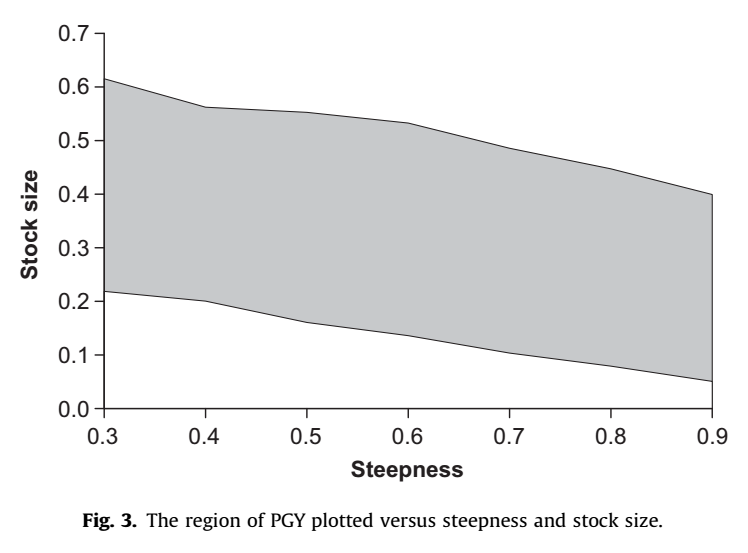 0.7
0.6
0.5
0.4
0.3
0.2
0.1
0.0
Stock size
0.3 0.4 0.5 0.6 0.7 0.8 0.9
Steepness
Fig. 3. The region of PGY plotted versus steepness and stock size.